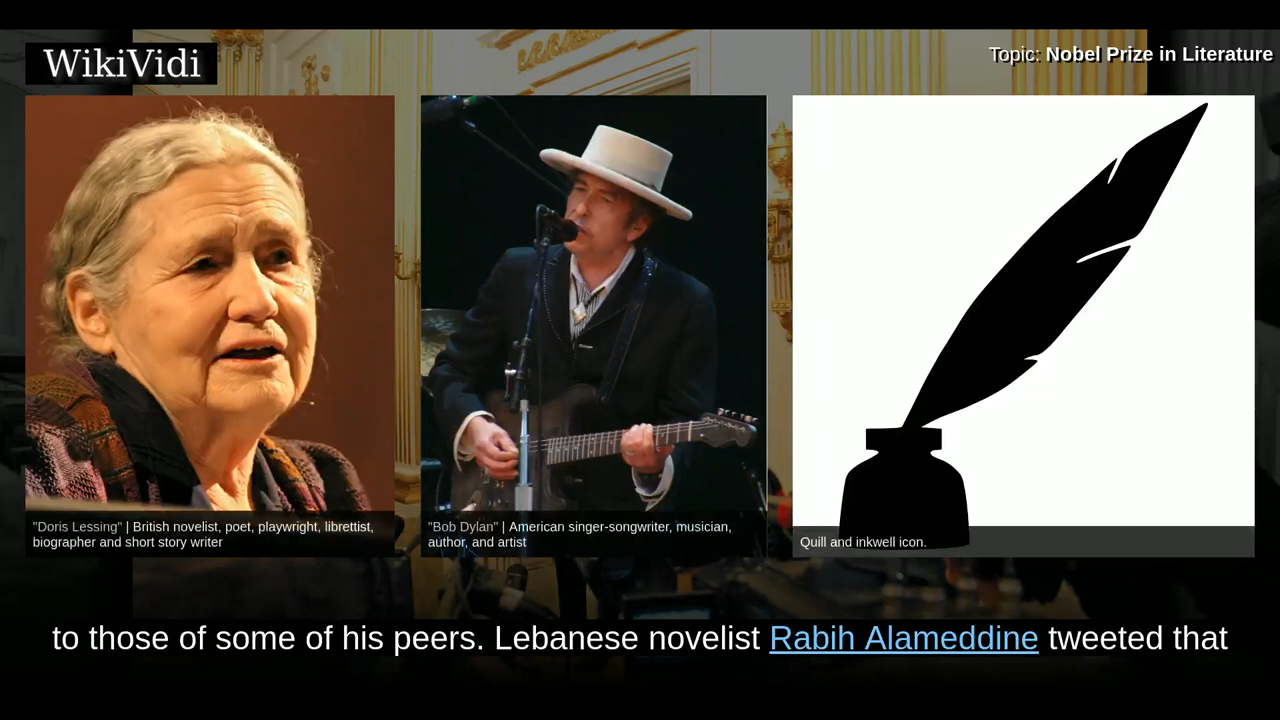 WikiVidi
Topic: Nobel Prize in Literature
"Doris Lessing" | British novelist, poet, playwright, librettist,
biographer and short story writer
"Bob Dylan" | American singer-songwriter, musician,
author, and artist
Quill and inkwell icon.
to those of some of his peers. Lebanese novelist Rabih Alameddine tweeted that